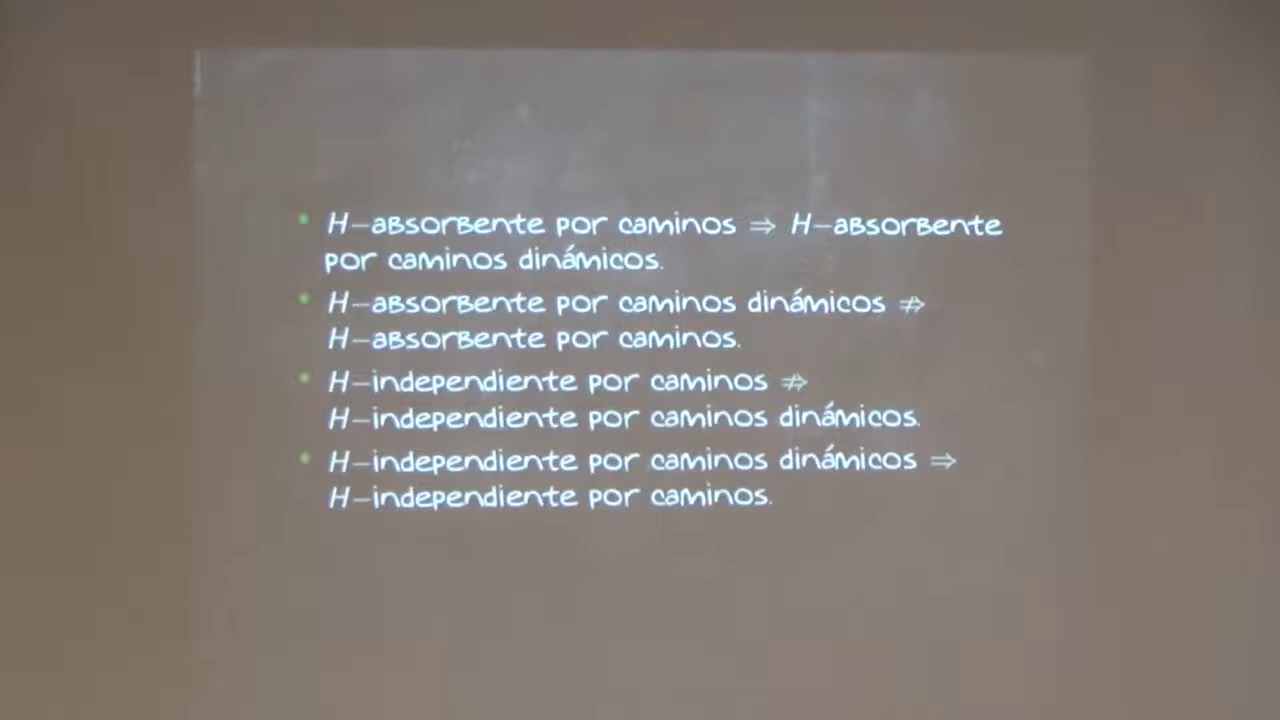 • H-absorbente por caminos ⇒ H-absorbente
por caminos dinámicos.
• H-absorbente por caminos dinámicos ⇏
H-absorbente por caminos.
• H-independiente por caminos ⇏
H-independiente por caminos dinámicos.
• H-independiente por caminos dinámicos ⇒
H-independiente por caminos.